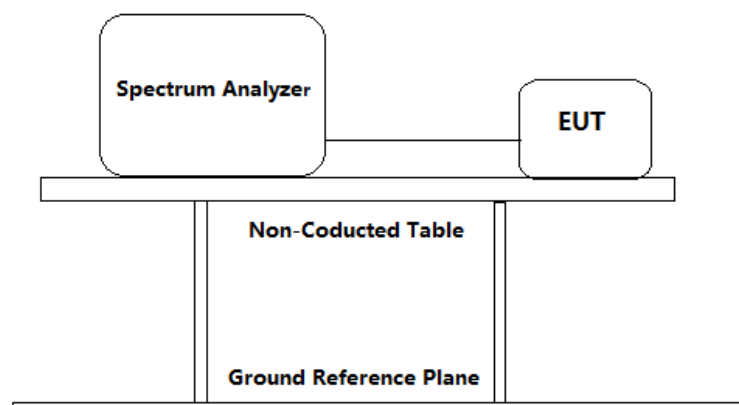 Spectrum Analyzer
EUT
Non-Coducted Table
Ground Reference Plane